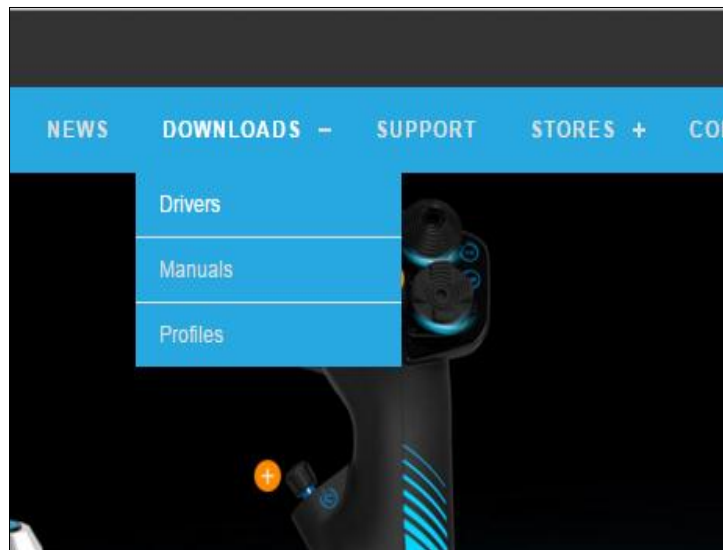 NEWS DOWNLOADS − SUPPORT STORES +
Drivers
Manuals
Profiles
+